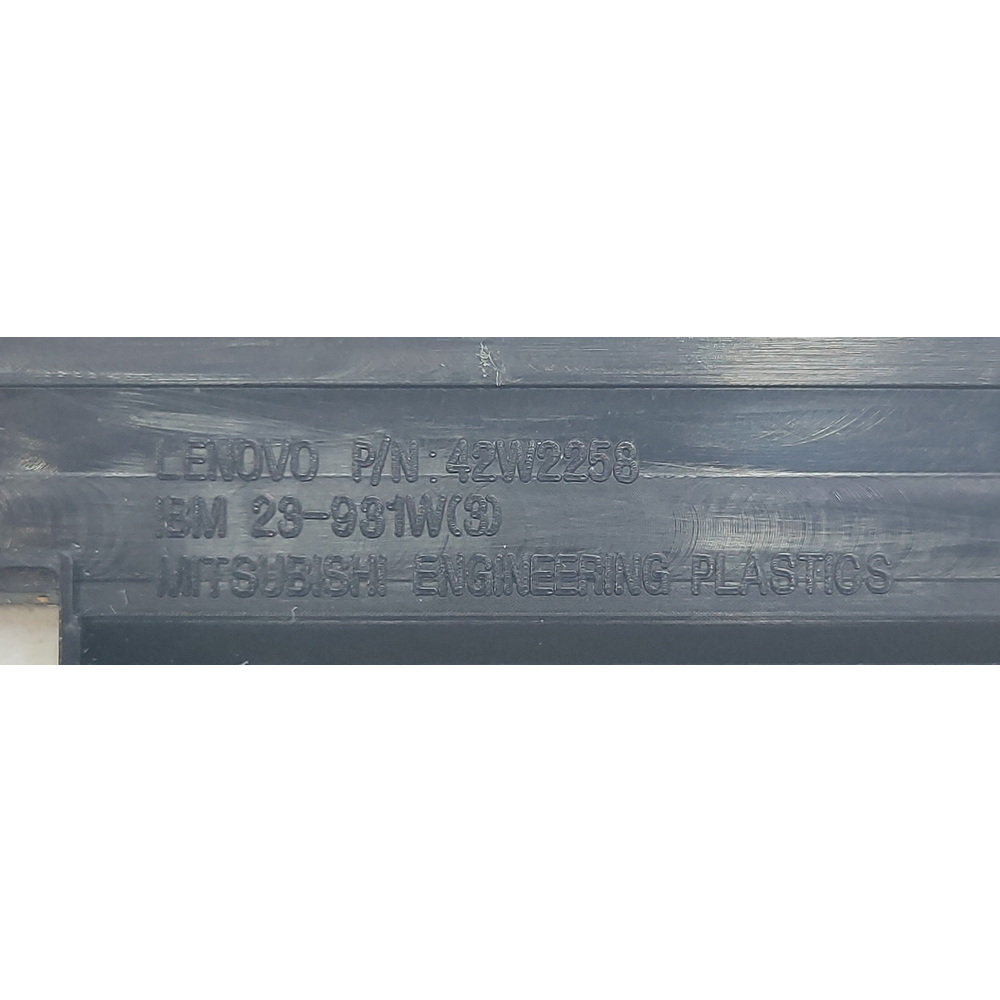 LENOVO P/N: 42W2258
IBM 23-931W(3)
MITSUBISHI ENGINEERING PLASTICS